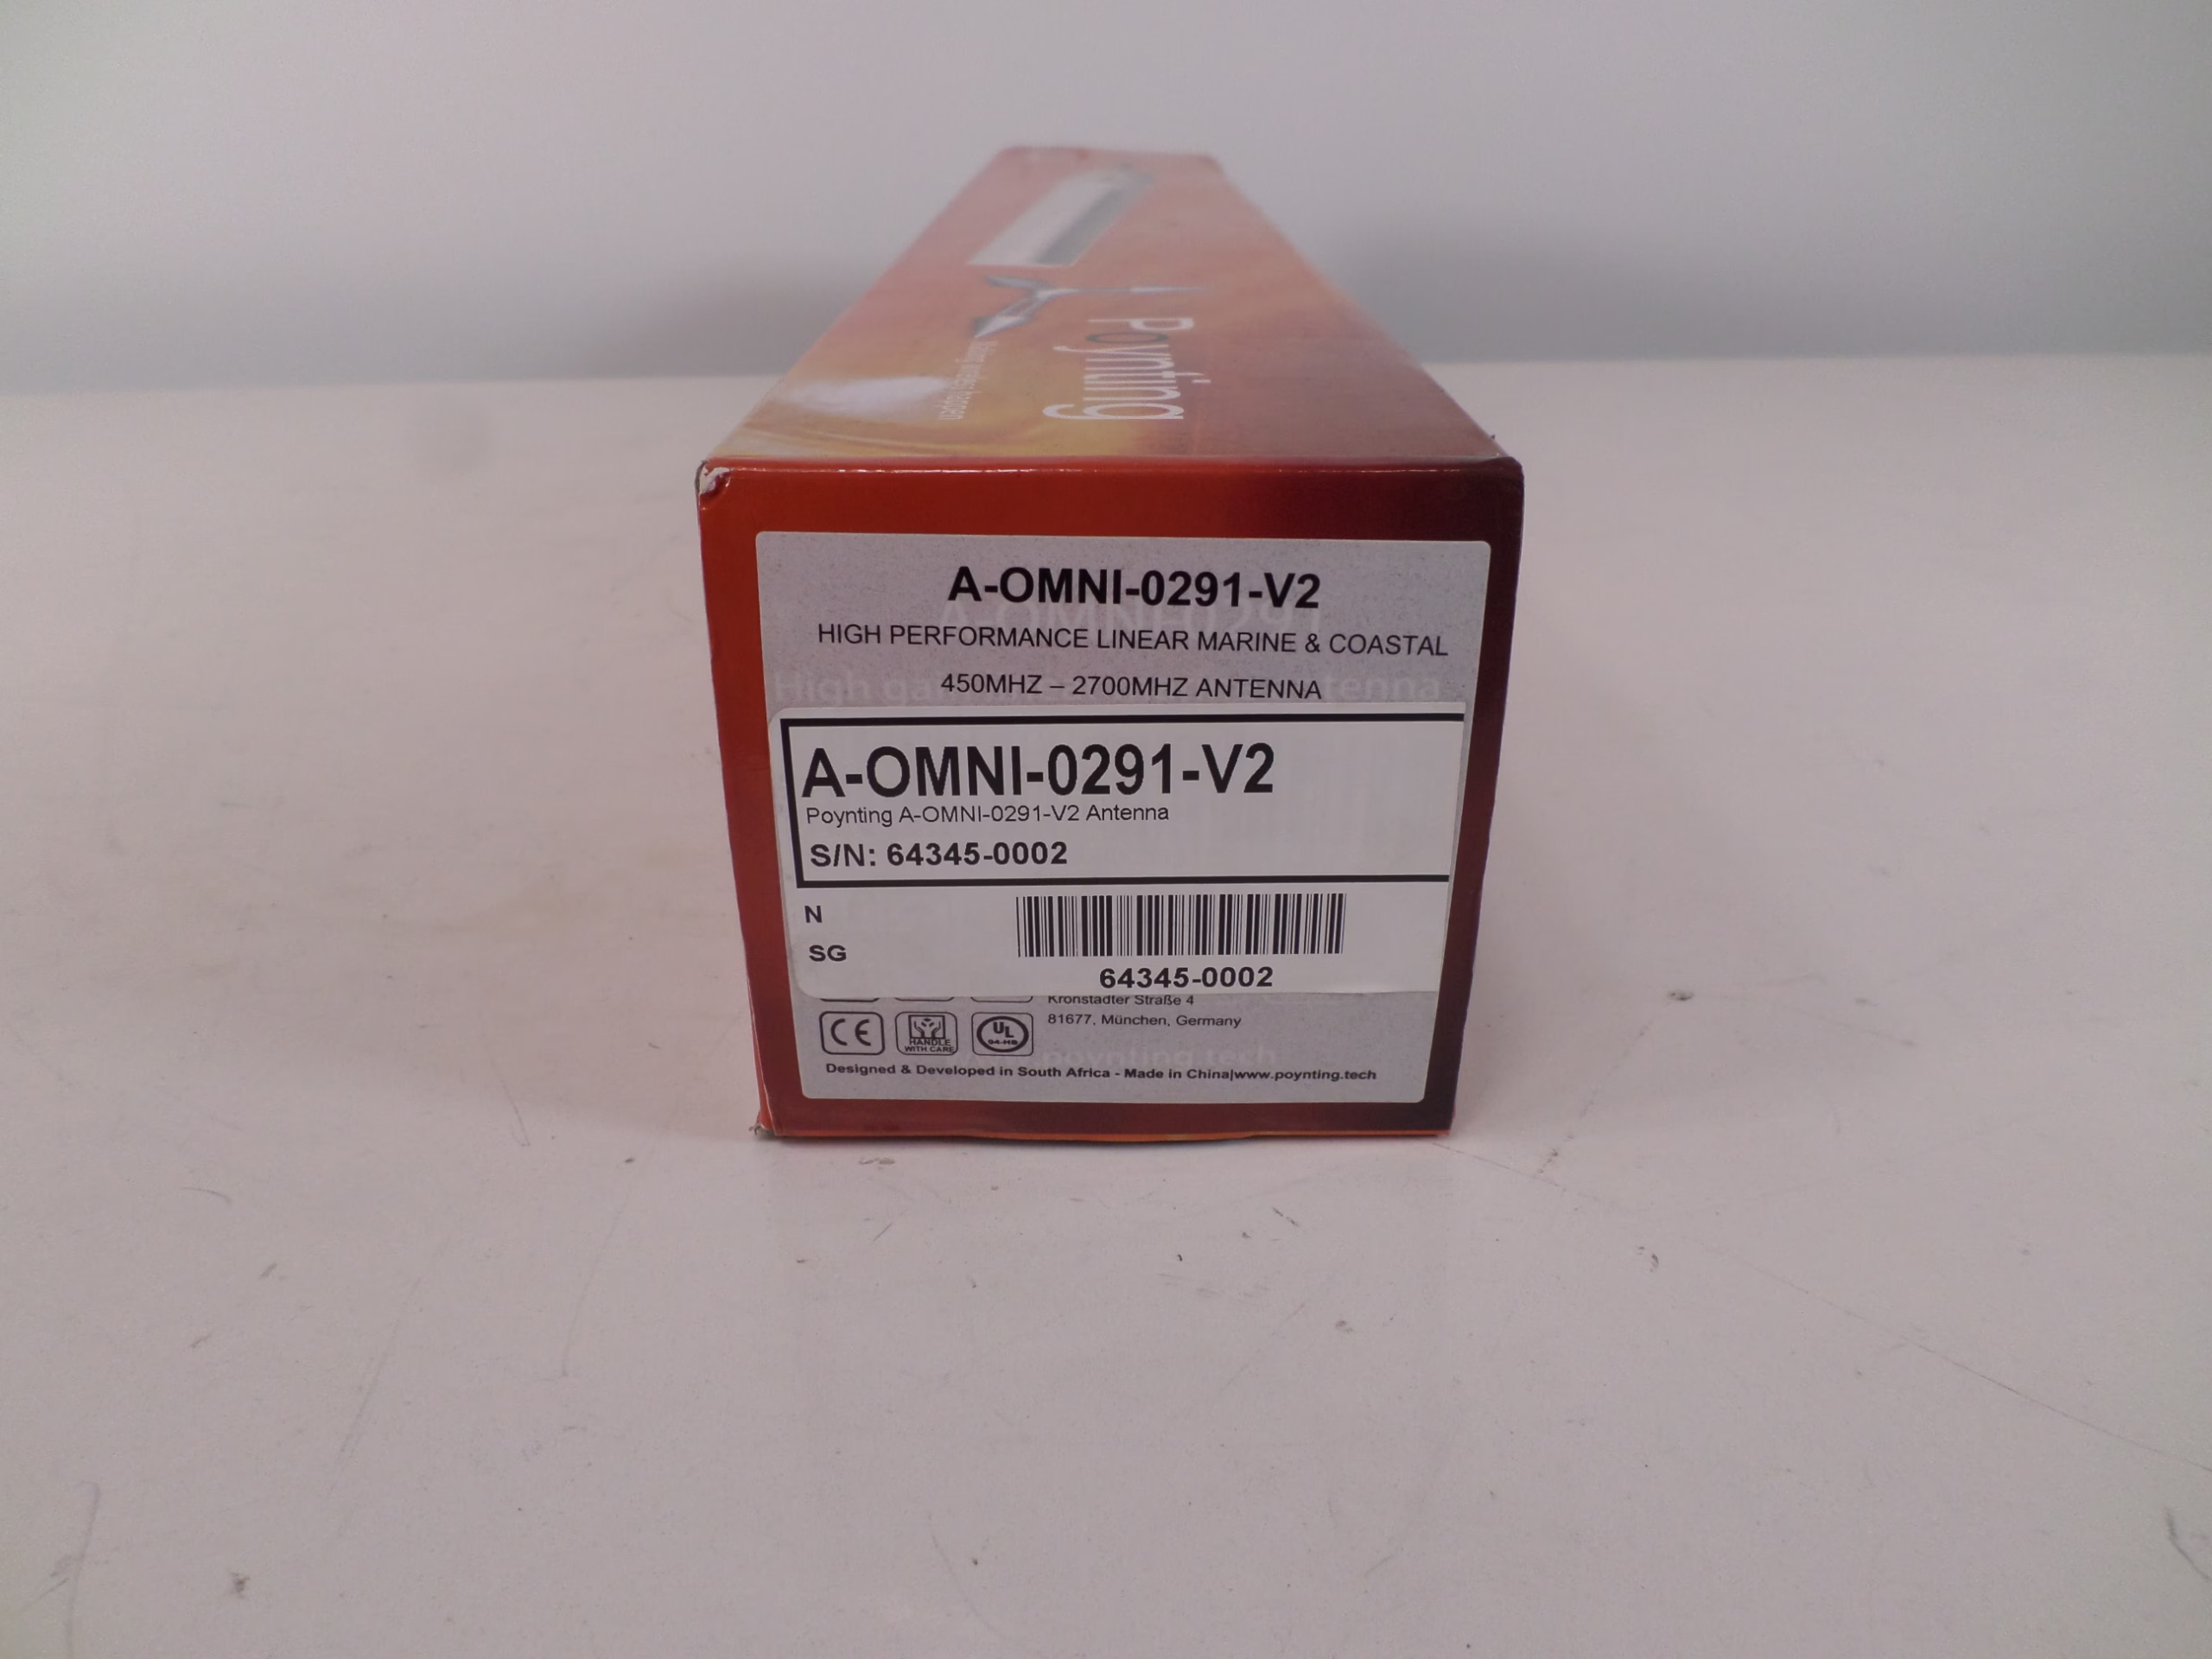 Poynting
A-OMNI-0291-V2
HIGH PERFORMANCE LINEAR MARINE & COASTAL
450MHZ – 2700MHZ ANTENNA
A-OMNI-0291-V2
Poynting A-OMNI-0291-V2 Antenna
S/N: 64345-0002
N
SG
64345-0002
Kronstadter Straße 4
81677, München, Germany
CE
HANDLE
WITH CARE
UL
94-HB
Designed & Developed in South Africa - Made in China|www.poynting.tech